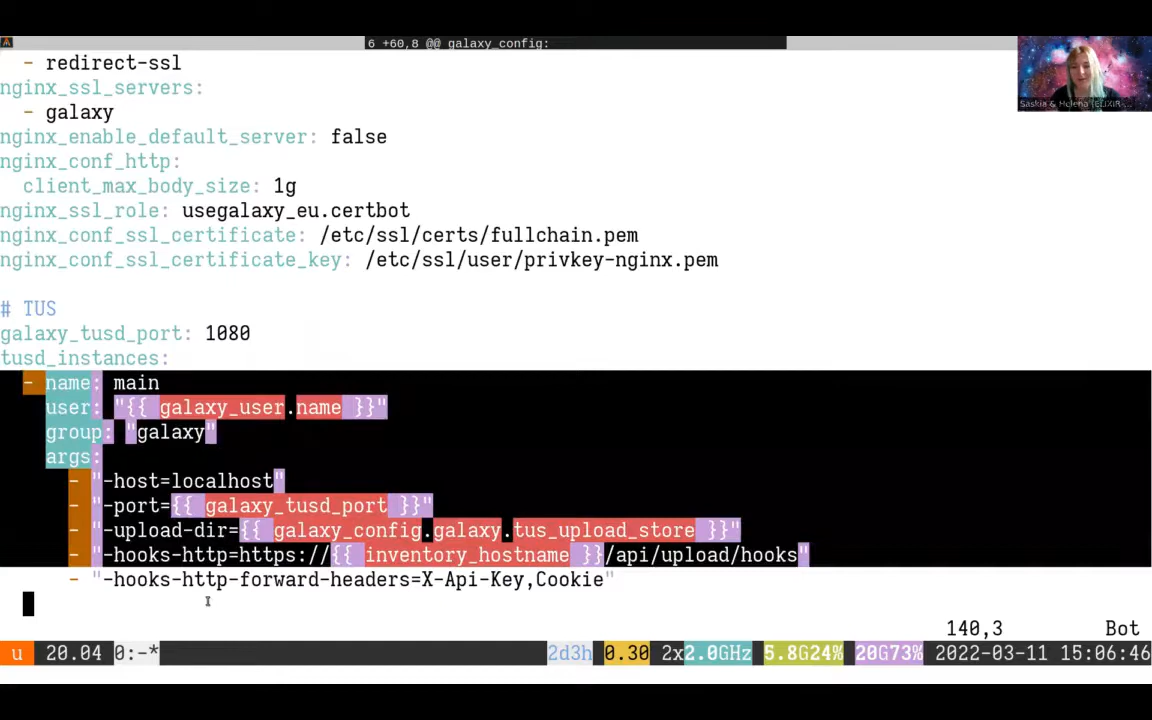 6 +60,8 @@ galaxy_config:
  - redirect-ssl
nginx_ssl_servers:
  - galaxy
nginx_enable_default_server: false
nginx_conf_http:
  client_max_body_size: 1g
nginx_ssl_role: usegalaxy_eu.certbot
nginx_conf_ssl_certificate: /etc/ssl/certs/fullchain.pem
nginx_conf_ssl_certificate_key: /etc/ssl/user/privkey-nginx.pem
# TUS
galaxy_tusd_port: 1080
tusd_instances:
  - name: main
    user: "{{ galaxy_user.name }}"
    group: "galaxy"
    args:
      - "-host=localhost"
      - "-port={{ galaxy_tusd_port }}"
      - "-upload-dir={{ galaxy_config.galaxy.tus_upload_store }}"
      - "-hooks-http=https://{{ inventory_hostname }}/api/upload/hooks"
      - "-hooks-http-forward-headers=X-Api-Key,Cookie"
140,3 Bot
u 20.04 0:-* 2d3h 0.30 2x2.0GHz 5.8G24% 20G73% 2022-03-11 15:06:46
Saskia & Helena (ELIXIR-...